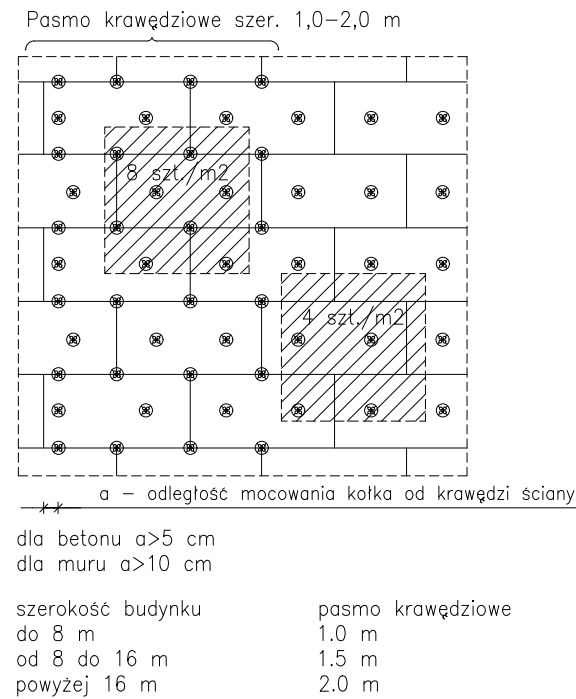 Pasmo krawędziowe szer. 1,0–2,0 m
8 szt./m2
4 szt./m2
a – odległość mocowania kołka od krawędzi ściany
dla betonu a>5 cm
dla muru a>10 cm
szerokość budynku pasmo krawędziowe
do 8 m 1.0 m
od 8 do 16 m 1.5 m
powyżej 16 m 2.0 m